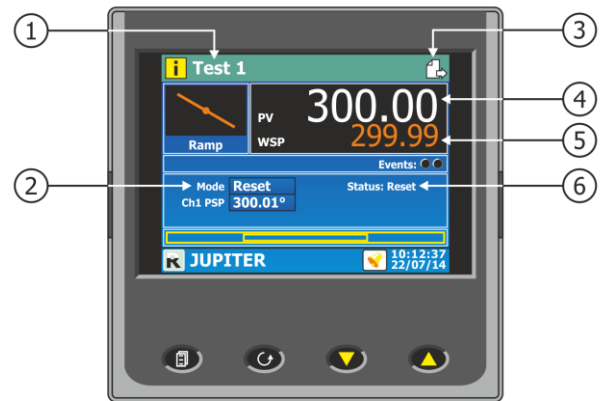 1
3
i Test 1
PV 300.00
4
WSP 299.99
5
Ramp
Events:
2
Mode Reset
Status: Reset
6
Ch1 PSP 300.01°
R JUPITER
10:12:37
22/07/14